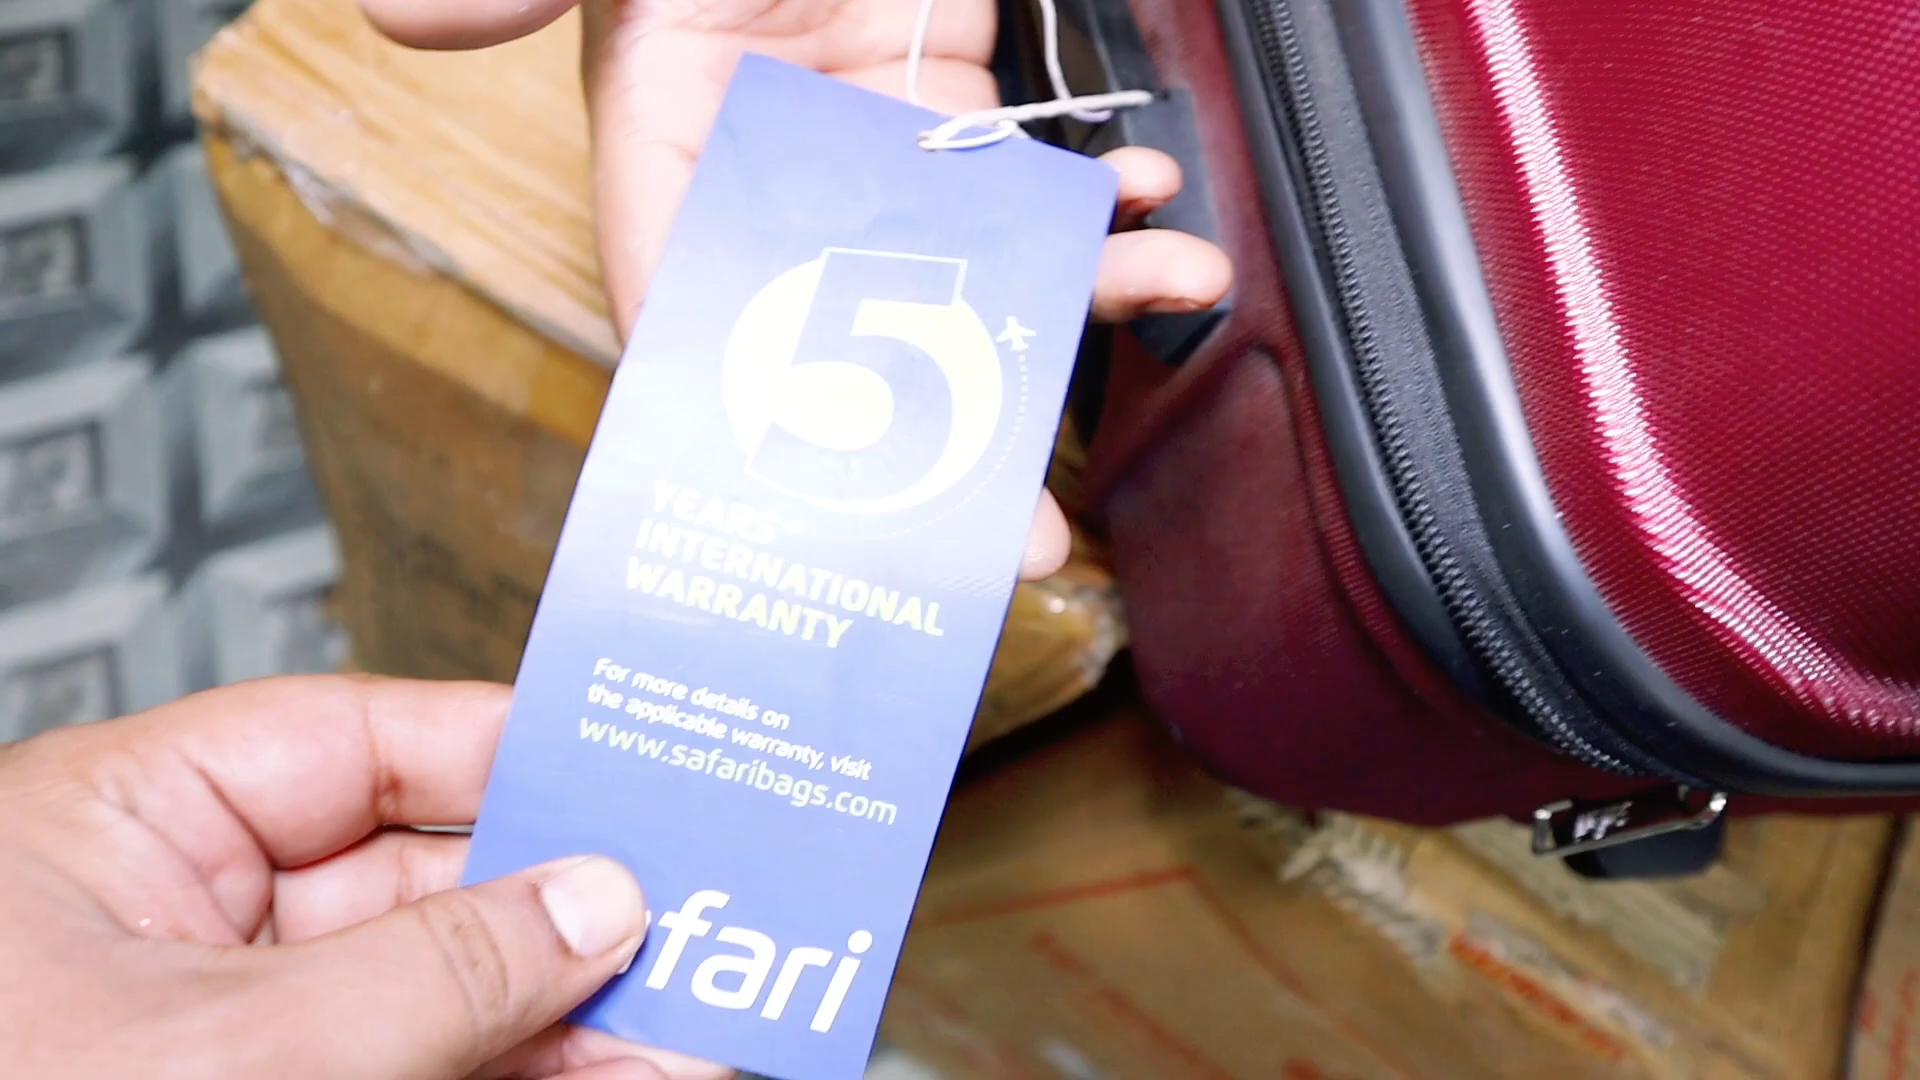 5
YEARS*
INTERNATIONAL
WARRANTY
For more details on
the applicable warranty, visit
www.safaribags.com
fari